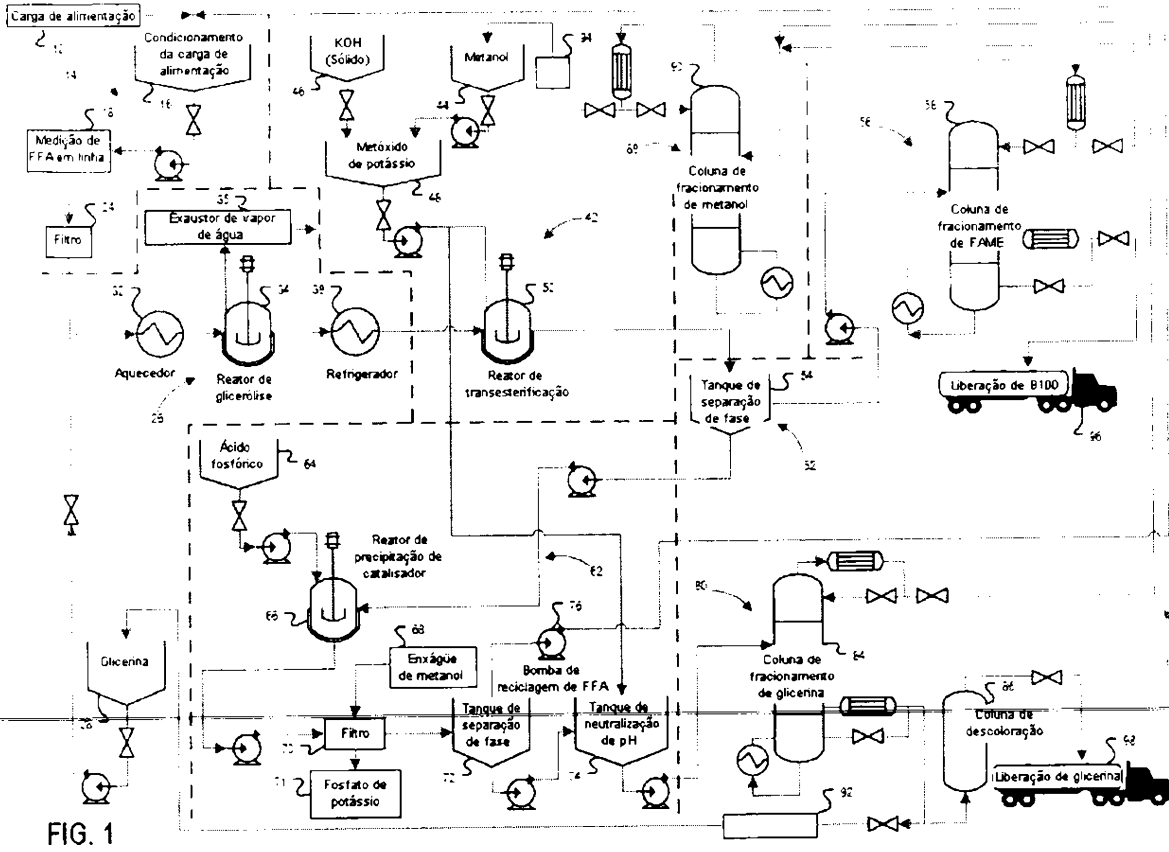 Carga de alimentação
12
Condicionamento
da carga de
alimentação
14
16
18
Medição de
FFA em linha
24
Filtro
KOH
(Sólido)
46
Metanol
44
94
Metóxido
de potássio
48
35
Exaustor de vapor
de água
32
Aquecedor
34
Reator de
glicerólise
26
38
Refrigerador
42
50
Reator de
transesterificação
90
Coluna de
fracionamento
de metanol
56
58
Coluna de
fracionamento
de FAME
Liberação de B100
96
Tanque de
separação
de fase
54
52
Ácido
fosfórico
64
Reator de
precipitação de
catalisador
66
62
68
Enxágüe
de metanol
76
Bomba de
reciclagem de FFA
Glicerina
28
Filtro
70
71
Fosfato de
potássio
Tanque de
separação
de fase
72
Tanque de
neutralização
de pH
74
80
Coluna de
fracionamento
de glicerina
84
86
Coluna de
descoloração
Liberação de glicerina
98
92
FIG. 1